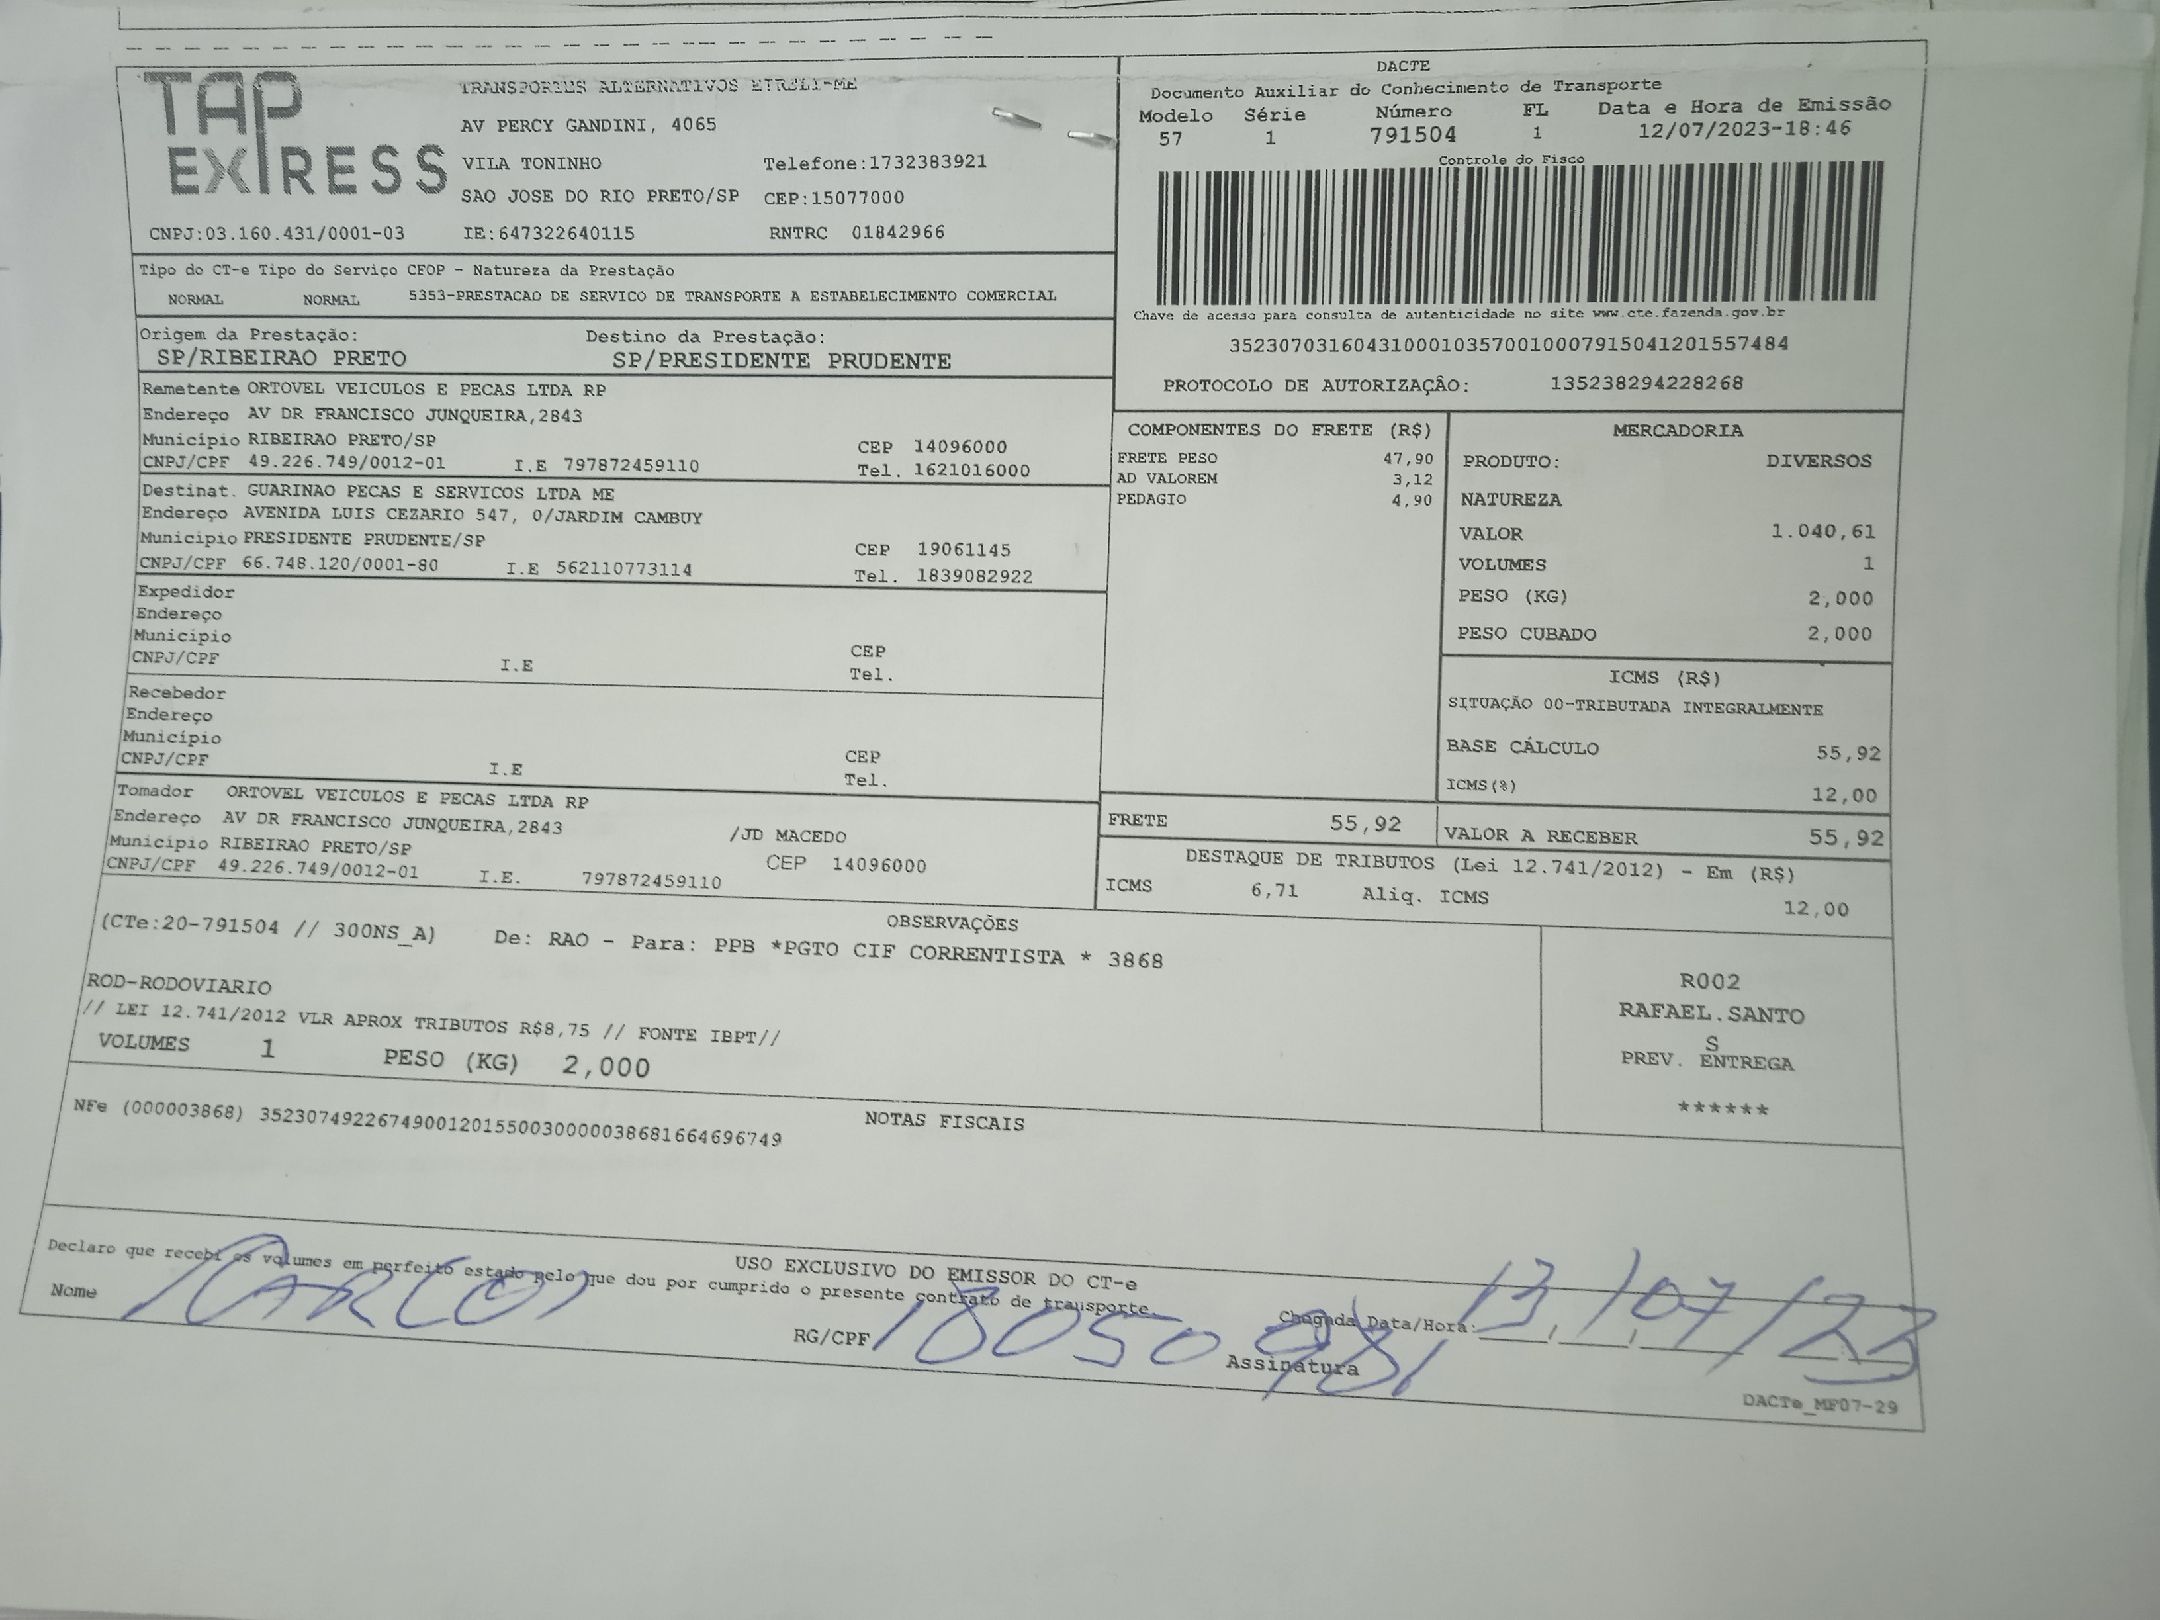 TAP EXPRESS
TRANSPORTES ALTERNATIVOS EIRELI-ME
AV PERCY GANDINI, 4065
VILA TONINHO Telefone:1732383921
SAO JOSE DO RIO PRETO/SP CEP:15077000
CNPJ:03.160.431/0001-03 IE:647322640115 RNTRC 01842966
DACTE
Documento Auxiliar do Conhecimento de Transporte
Modelo Série Número FL Data e Hora de Emissão
57 1 791504 1 12/07/2023-18:46
Controle do Fisco
Chave de acesso para consulta de autenticidade no site www.cte.fazenda.gov.br
35230703160431000103570010007915041201557484
PROTOCOLO DE AUTORIZAÇÃO: 135238294228268
Tipo do CT-e Tipo do Serviço CFOP - Natureza da Prestação
NORMAL NORMAL 5353-PRESTACAO DE SERVICO DE TRANSPORTE A ESTABELECIMENTO COMERCIAL
Origem da Prestação: Destino da Prestação:
SP/RIBEIRAO PRETO SP/PRESIDENTE PRUDENTE
Remetente ORTOVEL VEICULOS E PECAS LTDA RP
Endereço AV DR FRANCISCO JUNQUEIRA,2843
Município RIBEIRAO PRETO/SP CEP 14096000
CNPJ/CPF 49.226.749/0012-01 I.E 797872459110 Tel. 1621016000
Destinat. GUARINAO PECAS E SERVICOS LTDA ME
Endereço AVENIDA LUIS CEZARIO 547, 0/JARDIM CAMBUY
Município PRESIDENTE PRUDENTE/SP CEP 19061145
CNPJ/CPF 66.748.120/0001-80 I.E 562110773114 Tel. 1839082922
Expedidor
Endereço
Município CEP
CNPJ/CPF I.E Tel.
Recebedor
Endereço
Município CEP
CNPJ/CPF I.E Tel.
Tomador ORTOVEL VEICULOS E PECAS LTDA RP
Endereço AV DR FRANCISCO JUNQUEIRA,2843 /JD MACEDO
Município RIBEIRAO PRETO/SP CEP 14096000
CNPJ/CPF 49.226.749/0012-01 I.E. 797872459110
COMPONENTES DO FRETE (R$)
FRETE PESO 47,90
AD VALOREM 3,12
PEDAGIO 4,90
MERCADORIA
PRODUTO: DIVERSOS
NATUREZA
VALOR 1.040,61
VOLUMES 1
PESO (KG) 2,000
PESO CUBADO 2,000
ICMS (R$)
SITUAÇÃO 00-TRIBUTADA INTEGRALMENTE
BASE CÁLCULO 55,92
ICMS(%) 12,00
FRETE 55,92 VALOR A RECEBER 55,92
DESTAQUE DE TRIBUTOS (Lei 12.741/2012) - Em (R$)
ICMS 6,71 Aliq. ICMS 12,00
OBSERVAÇÕES
(CTe:20-791504 // 300NS_A) De: RAO - Para: PPB *PGTO CIF CORRENTISTA * 3868
ROD-RODOVIARIO
// LEI 12.741/2012 VLR APROX TRIBUTOS R$8,75 // FONTE IBPT//
VOLUMES 1 PESO (KG) 2,000
R002
RAFAEL.SANTO
S
PREV. ENTREGA
******
NOTAS FISCAIS
NFe (000003868) 35230749226749001201550030000038681664696749
USO EXCLUSIVO DO EMISSOR DO CT-e
Declaro que recebi os volumes em perfeito estado pelo que dou por cumprido o presente contrato de transporte.
Nome RG/CPF Assinatura Chegada Data/Hora: 13/07/23
DACTe_MF07-29